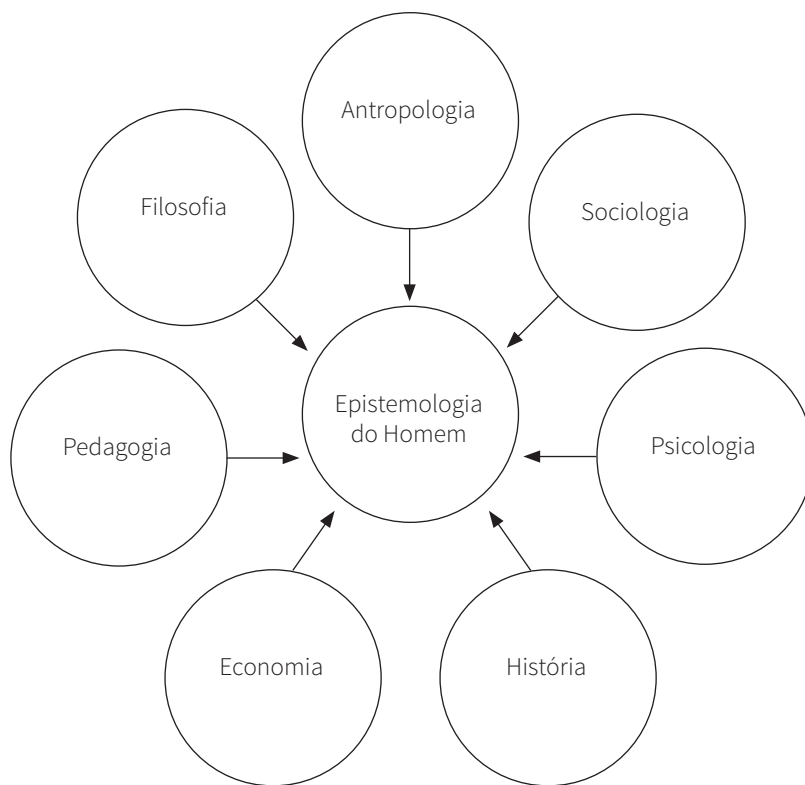 Antropologia
Filosofia
Sociologia
Epistemologia
do Homem
Pedagogia
Psicologia
Economia
História